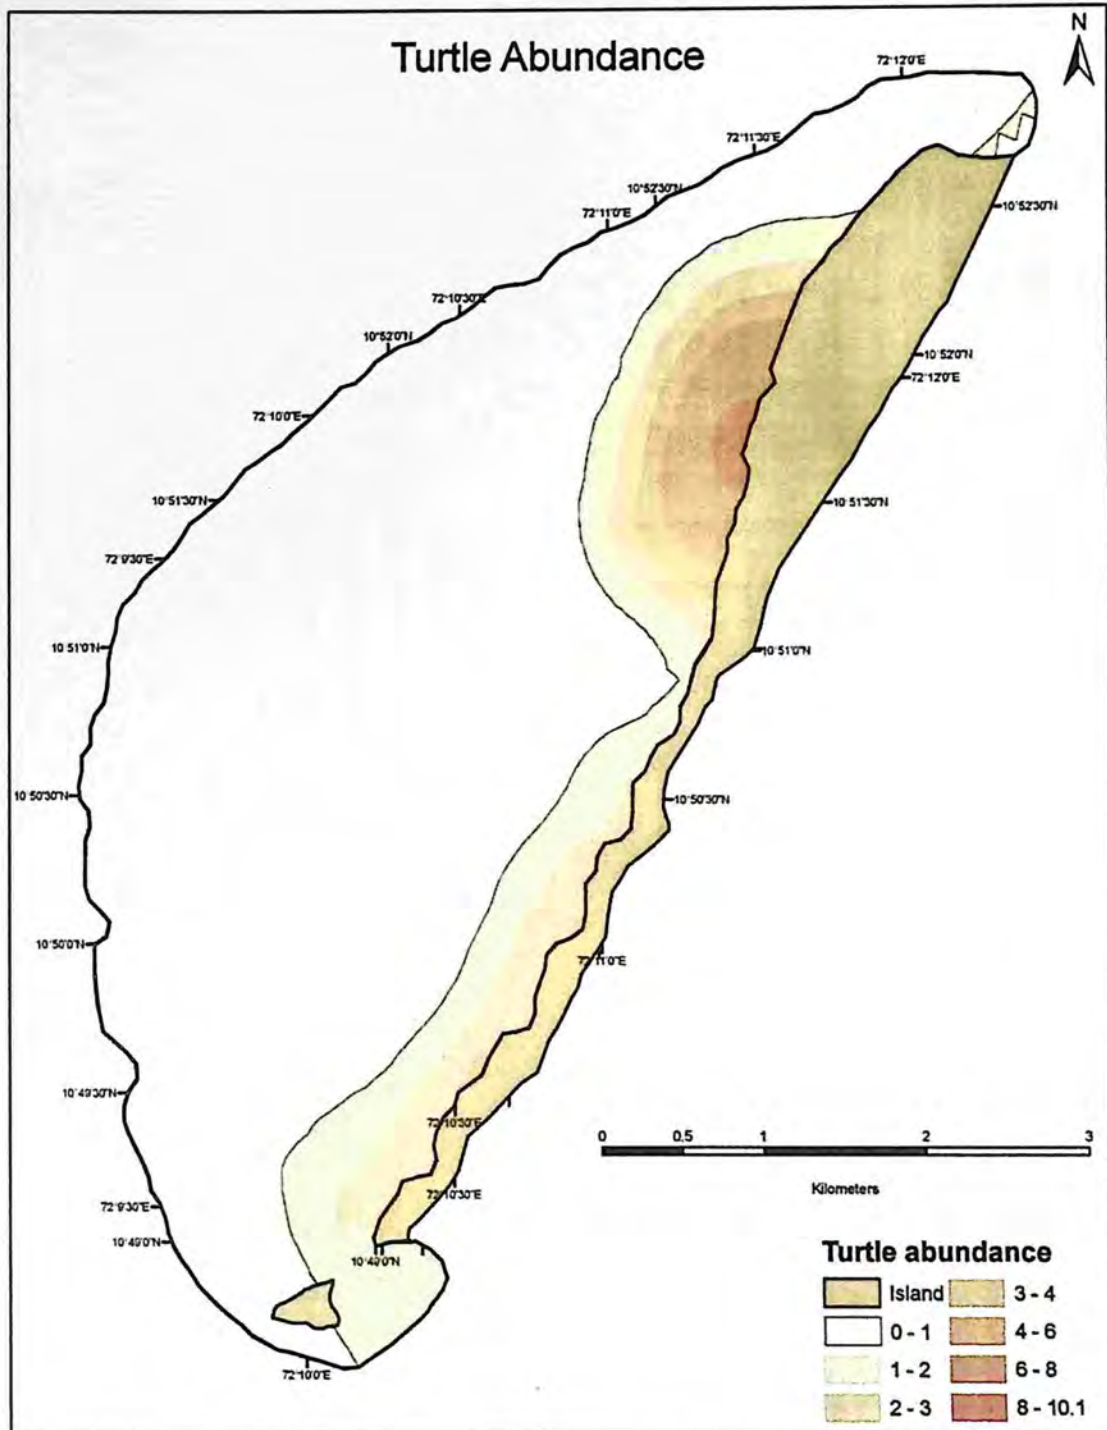 N
Turtle Abundance
72°12'0"E
72°11'30"E
10°52'30"N
72°11'0"E
10°52'30"N
72°10'30"E
10°52'0"N
10°52'0"N
72°12'0"E
72°10'0"E
10°51'30"N
10°51'30"N
72°9'30"E
10°51'0"N
10°51'0"N
10°50'30"N
10°50'30"N
10°50'0"N
72°11'0"E
10°49'30"N
72°10'30"E
0 0.5 1 2 3
Kilometers
72°10'30"E
72°9'30"E
10°49'0"N
10°49'0"N
72°10'0"E
Turtle abundance
Island
0 - 1
1 - 2
2 - 3
3 - 4
4 - 6
6 - 8
8 - 10.1